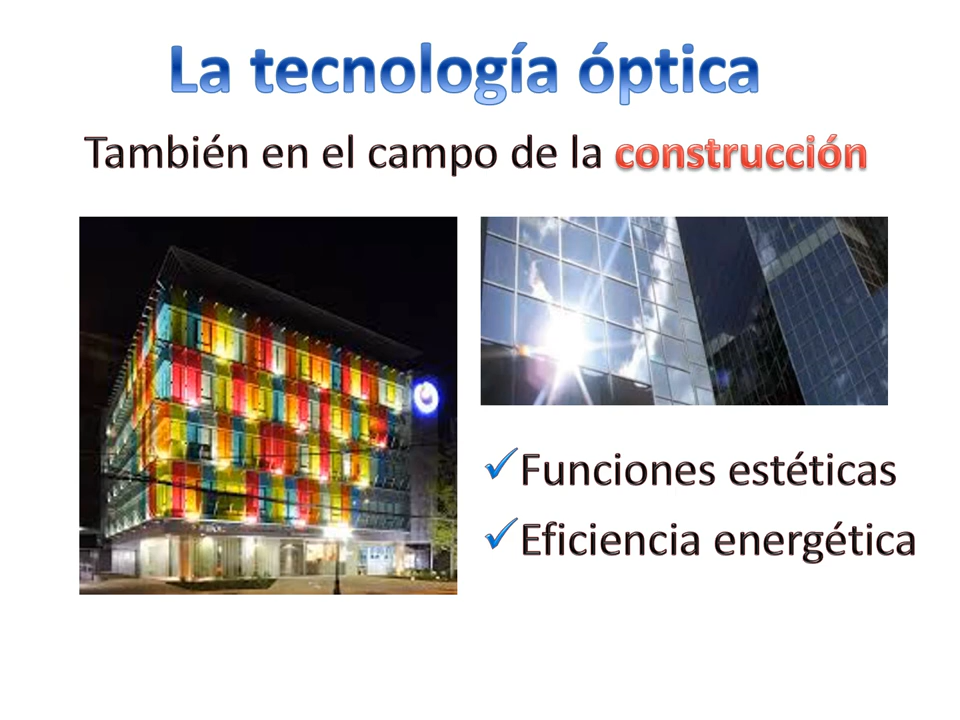 La tecnología óptica
También en el campo de la construcción
Funciones estéticas
Eficiencia energética